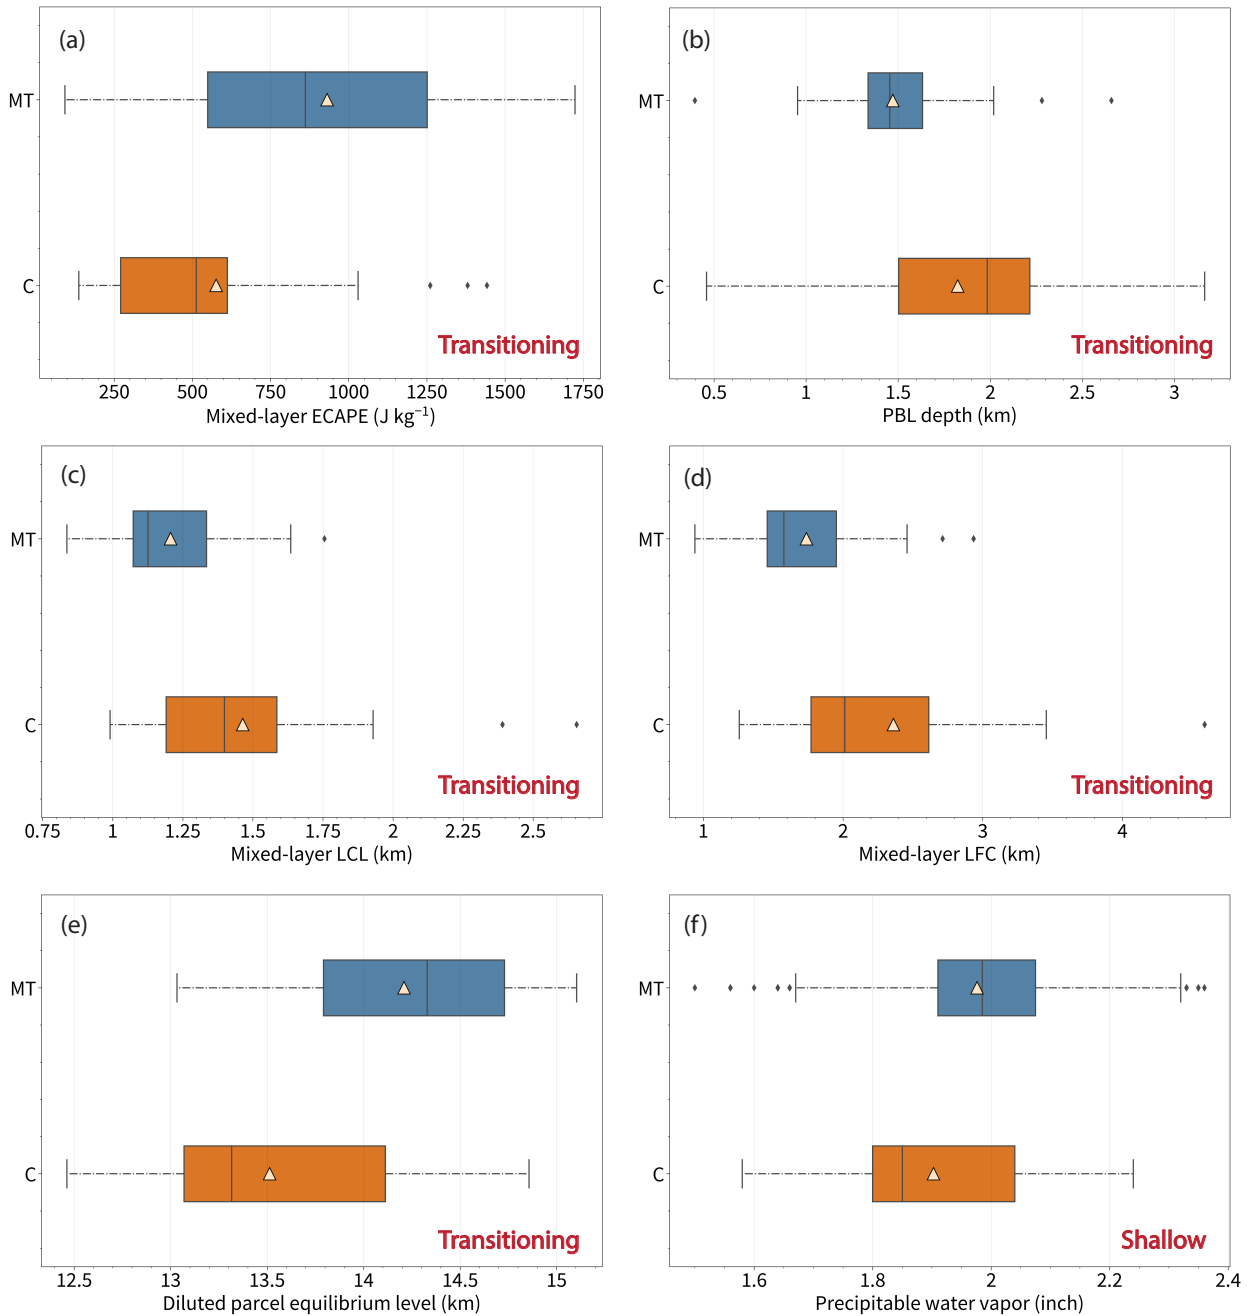 (a)
MT
C
Transitioning
250 500 750 1000 1250 1500 1750
Mixed-layer ECAPE (J kg⁻¹)
(b)
MT
C
Transitioning
0.5 1 1.5 2 2.5 3
PBL depth (km)
(c)
MT
C
Transitioning
0.75 1 1.25 1.5 1.75 2 2.25 2.5
Mixed-layer LCL (km)
(d)
MT
C
Transitioning
1 2 3 4
Mixed-layer LFC (km)
(e)
MT
C
Transitioning
12.5 13 13.5 14 14.5 15
Diluted parcel equilibrium level (km)
(f)
MT
C
Shallow
1.6 1.8 2 2.2 2.4
Precipitable water vapor (inch)